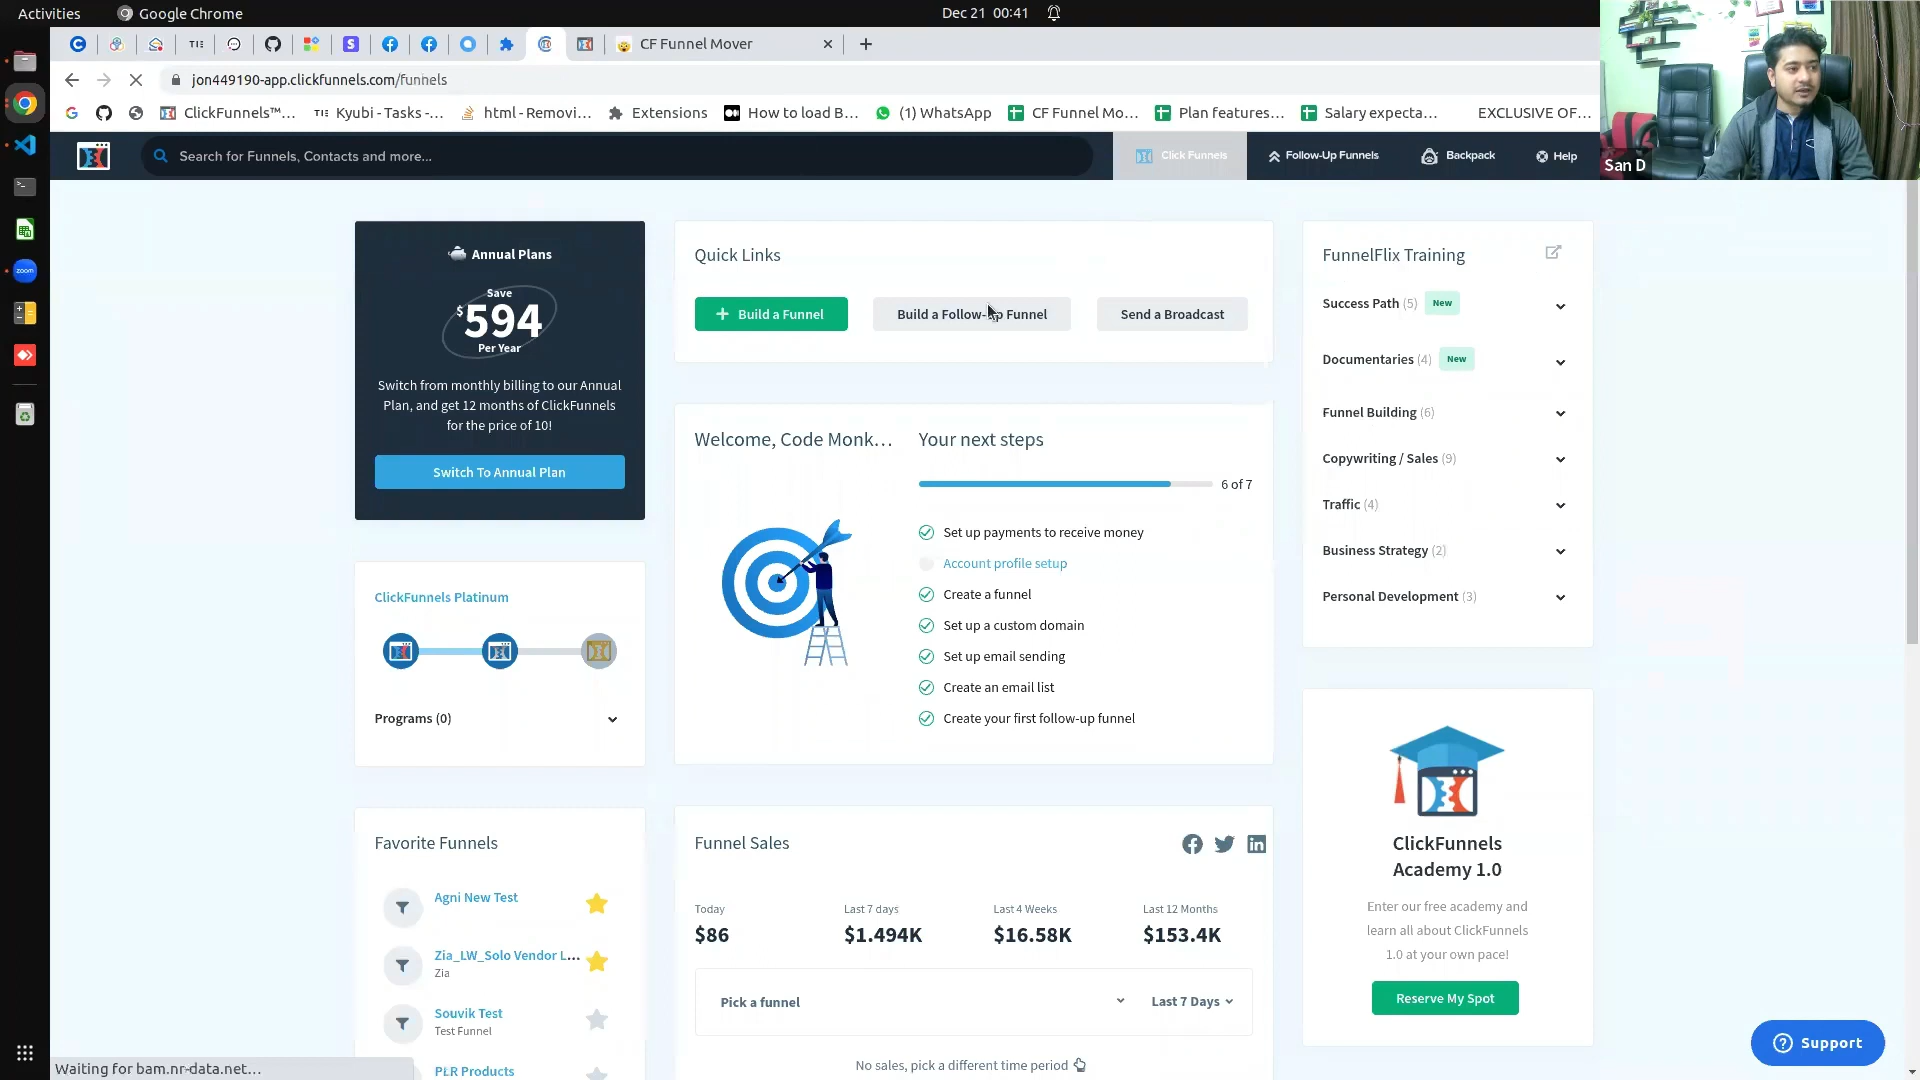 Activities
Google Chrome
Dec 21 00:41
TIE
CF Funnel Mover
jon449190-app.clickfunnels.com/funnels
ClickFunnels™...
TIE Kyubi - Tasks -...
html - Removi...
Extensions
How to load B...
(1) WhatsApp
CF Funnel Mo...
Plan features...
Salary expecta...
EXCLUSIVE OF...
Search for Funnels, Contacts and more...
Click Funnels
Follow-Up Funnels
Backpack
Help
San D
zoom
Annual Plans
Save
$594
Per Year
Switch from monthly billing to our Annual
Plan, and get 12 months of ClickFunnels
for the price of 10!
Switch To Annual Plan
ClickFunnels Platinum
Programs (0)
Favorite Funnels
Agni New Test
Zia_LW_Solo Vendor L...
Zia
Souvik Test
Test Funnel
PLR Products
Quick Links
+ Build a Funnel
Build a Follow-Up Funnel
Send a Broadcast
Welcome, Code Monk...
Your next steps
6 of 7
Set up payments to receive money
Account profile setup
Create a funnel
Set up a custom domain
Set up email sending
Create an email list
Create your first follow-up funnel
Funnel Sales
Today
Last 7 days
Last 4 Weeks
Last 12 Months
$86
$1.494K
$16.58K
$153.4K
Pick a funnel
Last 7 Days
No sales, pick a different time period
FunnelFlix Training
Success Path (5) New
Documentaries (4) New
Funnel Building (6)
Copywriting / Sales (9)
Traffic (4)
Business Strategy (2)
Personal Development (3)
ClickFunnels
Academy 1.0
Enter our free academy and
learn all about ClickFunnels
1.0 at your own pace!
Reserve My Spot
Support
Waiting for bam.nr-data.net...